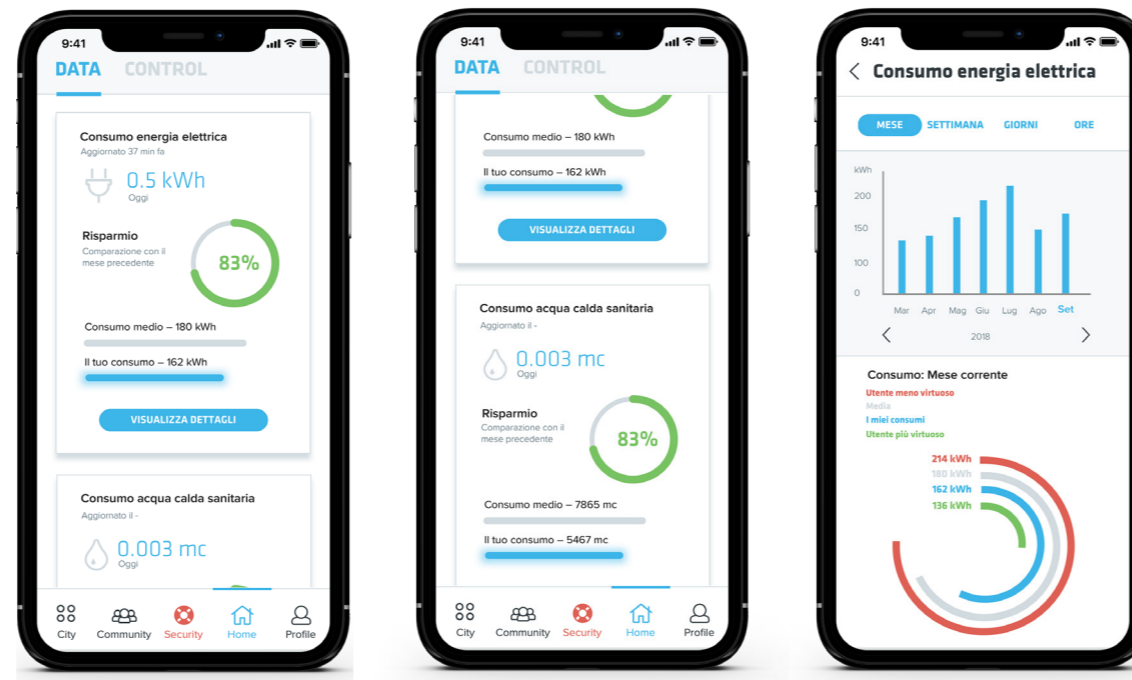 9:41
DATA CONTROL
Consumo energia elettrica
Aggiornato 37 min fa
0.5 kWh
Oggi
Risparmio
Comparazione con il
mese precedente
83%
Consumo medio – 180 kWh
Il tuo consumo – 162 kWh
VISUALIZZA DETTAGLI
Consumo acqua calda sanitaria
Aggiornato il -
0.003 mc
Oggi
City Community Security Home Profile
9:41
DATA CONTROL
Consumo medio – 180 kWh
Il tuo consumo – 162 kWh
VISUALIZZA DETTAGLI
Consumo acqua calda sanitaria
Aggiornato il -
0.003 mc
Oggi
Risparmio
Comparazione con il
mese precedente
83%
Consumo medio – 7865 mc
Il tuo consumo – 5467 mc
City Community Security Home Profile
9:41
Consumo energia elettrica
MESE SETTIMANA GIORNI ORE
kWh
200
150
100
0
Mar Apr Mag Giu Lug Ago Set
2018
Consumo: Mese corrente
Utente meno virtuoso
Media
I miei consumi
Utente più virtuoso
214 kWh
180 kWh
162 kWh
136 kWh